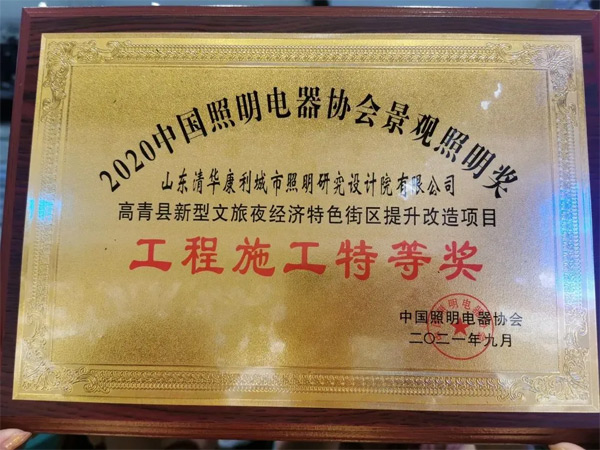 2020中国照明电器协会景观照明奖
山东清华康利城市照明研究设计院有限公司
高青县新型文旅夜经济特色街区提升改造项目
工程施工特等奖
中国照明电器协会
二〇二一年九月